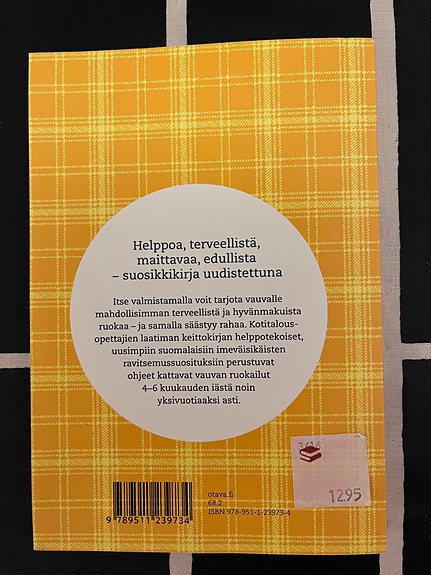 Helppoa, terveellistä,
maittavaa, edullista
– suosikkikirja uudistettuna
Itse valmistamalla voit tarjota vauvalle
mahdollisimman terveellistä ja hyvänmakuista
ruokaa – ja samalla säästyy rahaa. Kotitalous-
opettajien laatiman keittokirjan helppotekoiset,
uusimpiin suomalaisiin imeväisikäisten
ravitsemussuosituksiin perustuvat
ohjeet kattavat vauvan ruokailut
4–6 kuukauden iästä noin
yksivuotiaaksi asti.
12.95
otava.fi
68.2
ISBN 978-951-1-23973-4
9 789511 239734